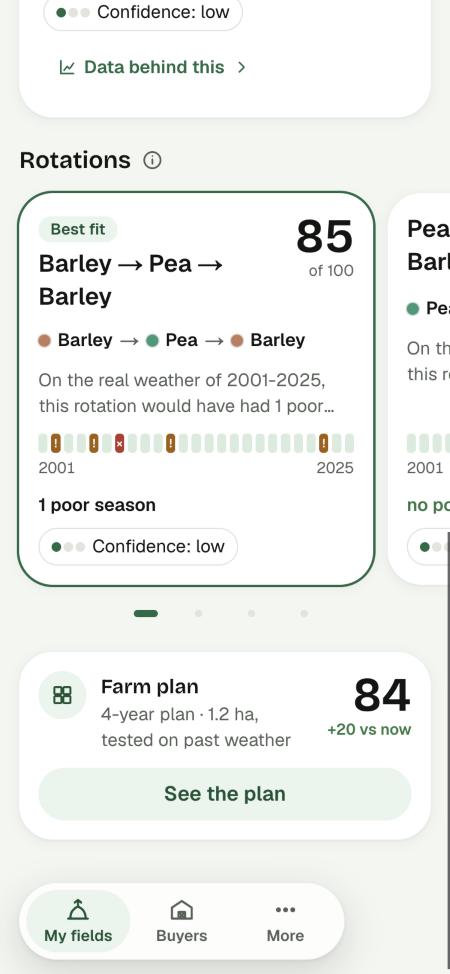 Confidence: low
Data behind this
Rotations
Best fit
85
of 100
Barley → Pea →
Barley
Barley → Pea → Barley
On the real weather of 2001–2025,
this rotation would have had 1 poor…
! ! × ! !
2001 2025
1 poor season
Confidence: low
Pea
Barl
Pea
On th
this r
2001
no po
Farm plan
84
4-year plan · 1.2 ha,
tested on past weather
+20 vs now
See the plan
My fields
Buyers
More